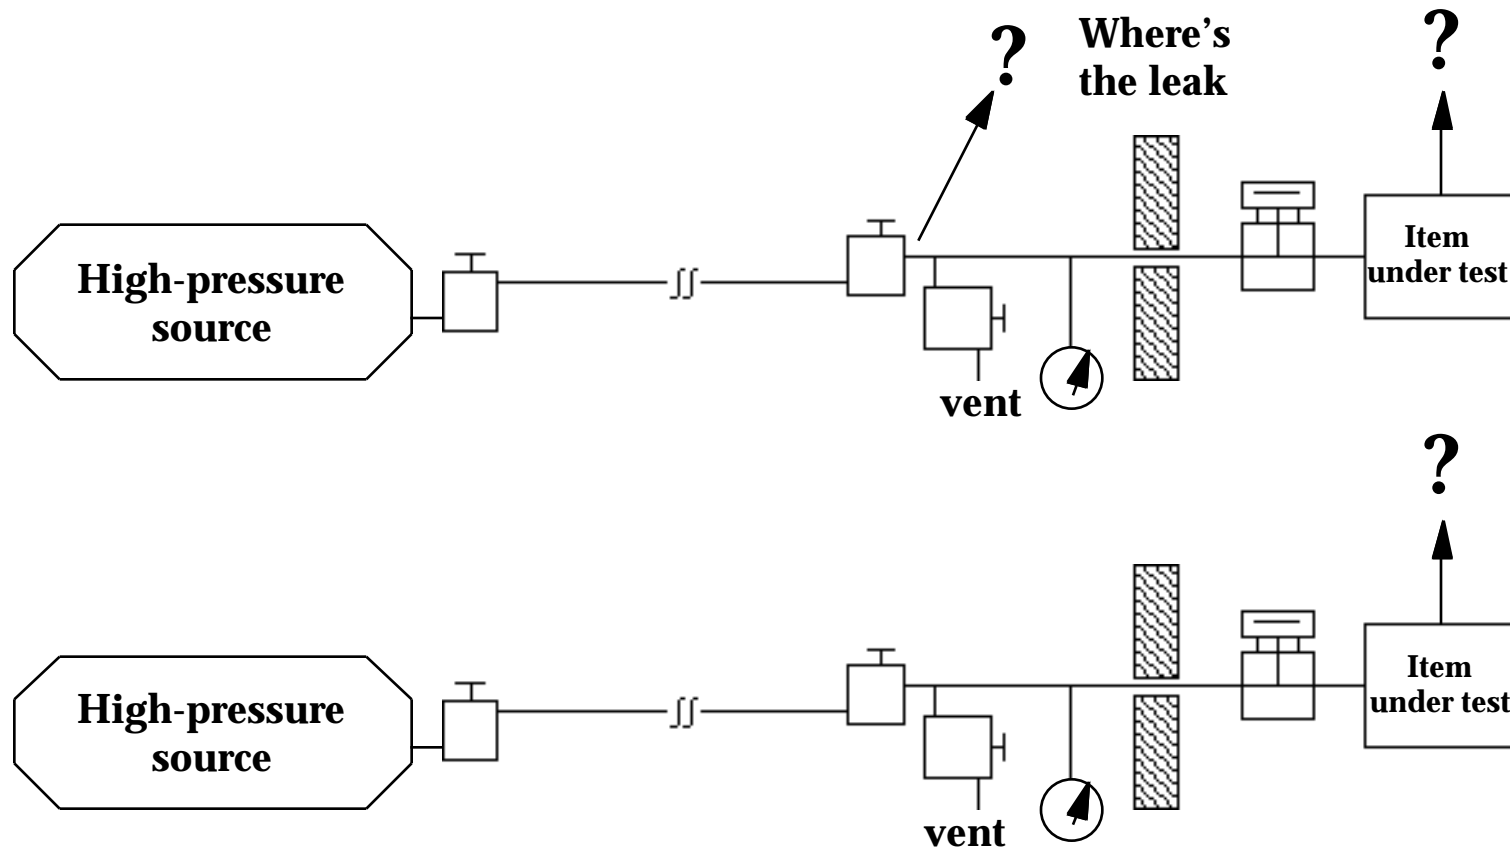 ?
Where's
the leak
?
High-pressure
source
Item
under test
vent
?
High-pressure
source
Item
under test
vent